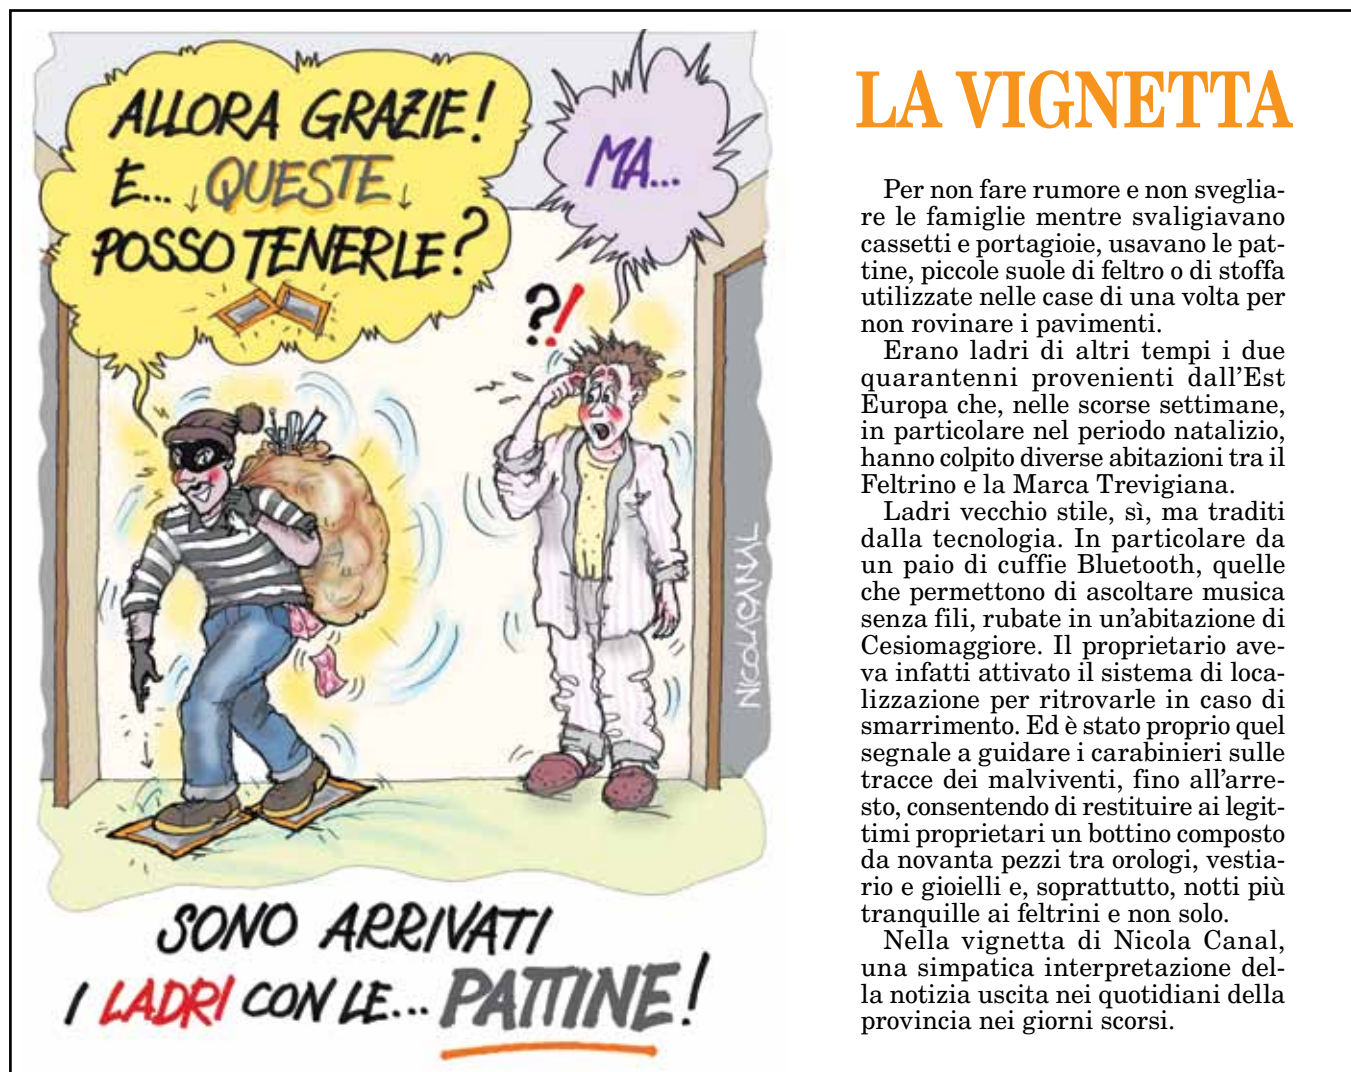 ALLORA GRAZIE!
E... ↓QUESTE↓
POSSO TENERLE?
MA...
?!
NICOLACANAL
SONO ARRIVATI
I LADRI CON LE... PATTINE!
LA VIGNETTA
Per non fare rumore e non sveglia-
re le famiglie mentre svaligiavano
cassetti e portagioie, usavano le pat-
tine, piccole suole di feltro o di stoffa
utilizzate nelle case di una volta per
non rovinare i pavimenti.
Erano ladri di altri tempi i due
quarantenni provenienti dall'Est
Europa che, nelle scorse settimane,
in particolare nel periodo natalizio,
hanno colpito diverse abitazioni tra il
Feltrino e la Marca Trevigiana.
Ladri vecchio stile, sì, ma traditi
dalla tecnologia. In particolare da
un paio di cuffie Bluetooth, quelle
che permettono di ascoltare musica
senza fili, rubate in un'abitazione di
Cesiomaggiore. Il proprietario ave-
va infatti attivato il sistema di loca-
lizzazione per ritrovarle in caso di
smarrimento. Ed è stato proprio quel
segnale a guidare i carabinieri sulle
tracce dei malviventi, fino all'arre-
sto, consentendo di restituire ai legit-
timi proprietari un bottino composto
da novanta pezzi tra orologi, vestia-
rio e gioielli e, soprattutto, notti più
tranquille ai feltrini e non solo.
Nella vignetta di Nicola Canal,
una simpatica interpretazione del-
la notizia uscita nei quotidiani della
provincia nei giorni scorsi.